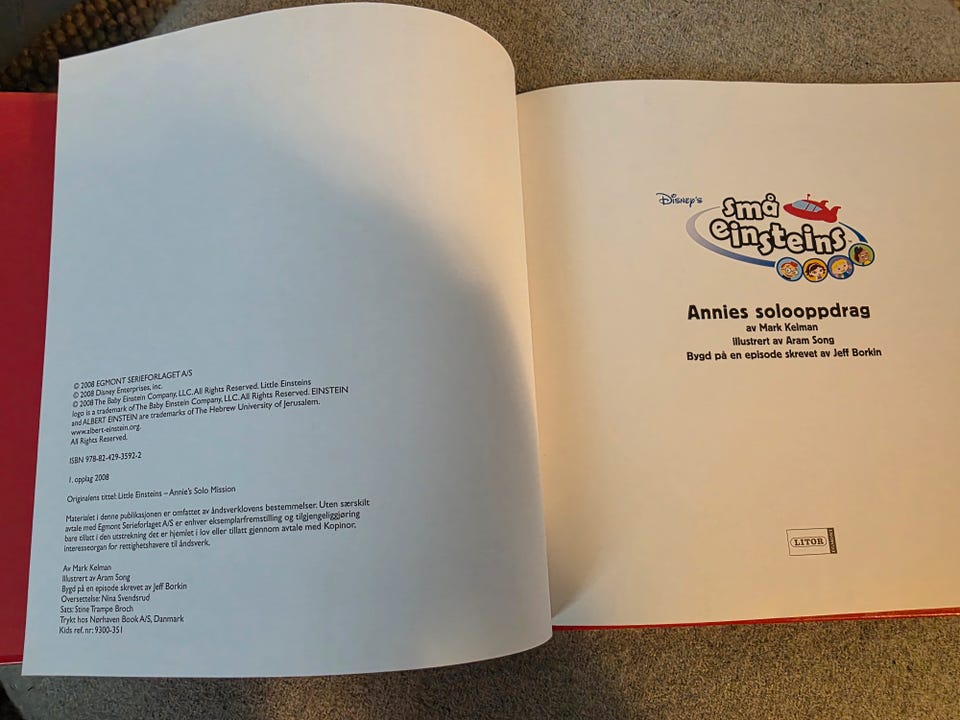 © 2008 EGMONT SERIEFORLAGET A/S
© 2008 Disney Enterprises, inc.
© 2008 The Baby Einstein Company, LLC. All Rights Reserved. Little Einsteins
logo is a trademark of The Baby Einstein Company, LLC. All Rights Reserved. EINSTEIN
and ALBERT EINSTEIN are trademarks of The Hebrew University of Jerusalem.
www.albert-einstein.org.
All Rights Reserved.
ISBN 978-82-429-3592-2
1. opplag 2008
Originalens tittel: Little Einsteins – Annie's Solo Mission
Materialet i denne publikasjonen er omfattet av åndsverklovens bestemmelser. Uten særskilt
avtale med Egmont Serieforlaget A/S er enhver eksemplarfremstilling og tilgjengeliggjøring
bare tillatt i den utstrekning det er hjemlet i lov eller tillatt gjennom avtale med Kopinor,
interesseorgan for rettighetshavere til åndsverk.
Av Mark Kelman
Illustrert av Aram Song
Bygd på en episode skrevet av Jeff Borkin
Oversettelse: Nina Svendsrud
Sats: Stine Trampe Broch
Trykt hos Nørhaven Book A/S, Danmark
Kids ref. nr: 9300-351
Disney's
små
einsteins™
Annies solooppdrag
av Mark Kelman
illustrert av Aram Song
Bygd på en episode skrevet av Jeff Borkin
LITOR